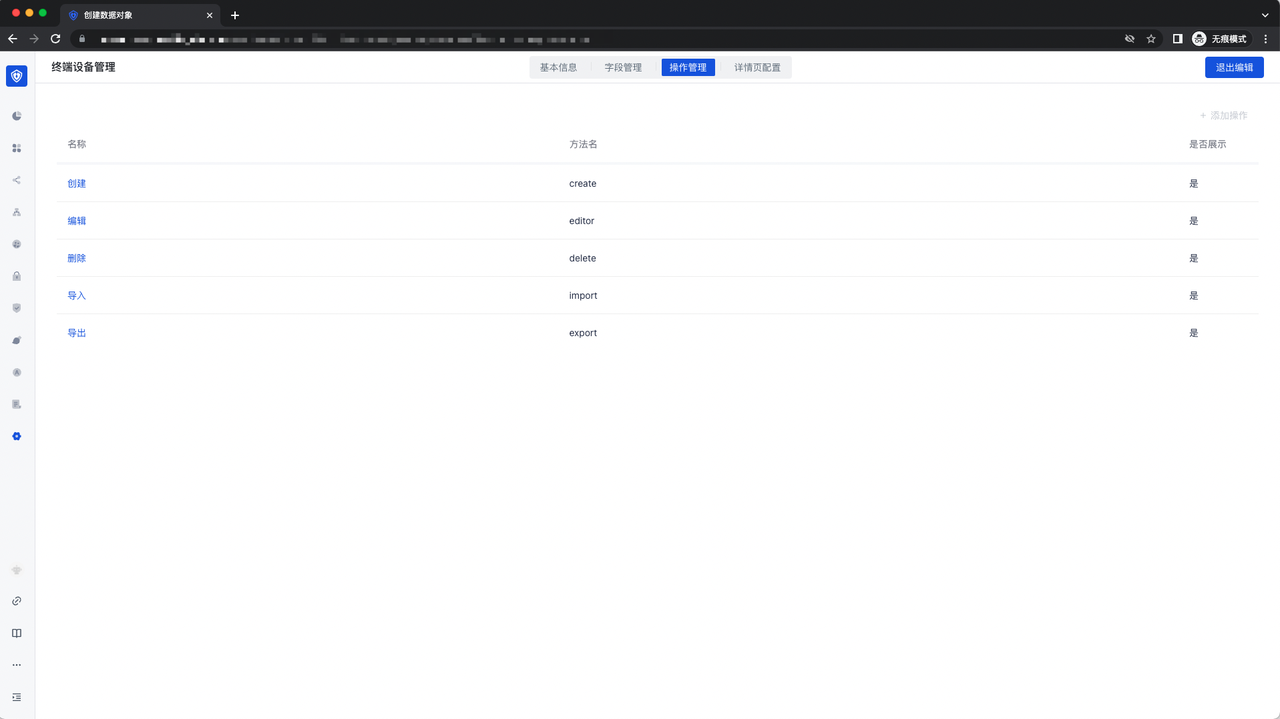 创建数据对象
无痕模式
终端设备管理
基本信息 字段管理 操作管理 详情页配置
退出编辑
+ 添加操作
名称 方法名 是否展示
创建 create 是
编辑 editor 是
删除 delete 是
导入 import 是
导出 export 是